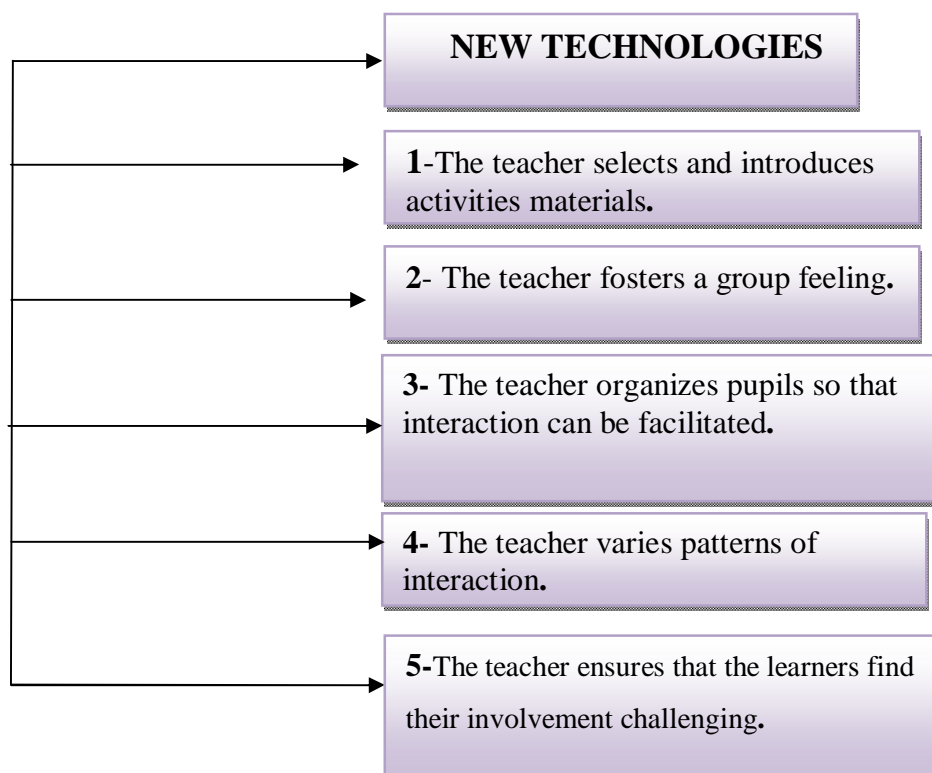 NEW TECHNOLOGIES
1-The teacher selects and introduces
activities materials.
2- The teacher fosters a group feeling.
3- The teacher organizes pupils so that
interaction can be facilitated.
4- The teacher varies patterns of
interaction.
5-The teacher ensures that the learners find
their involvement challenging.